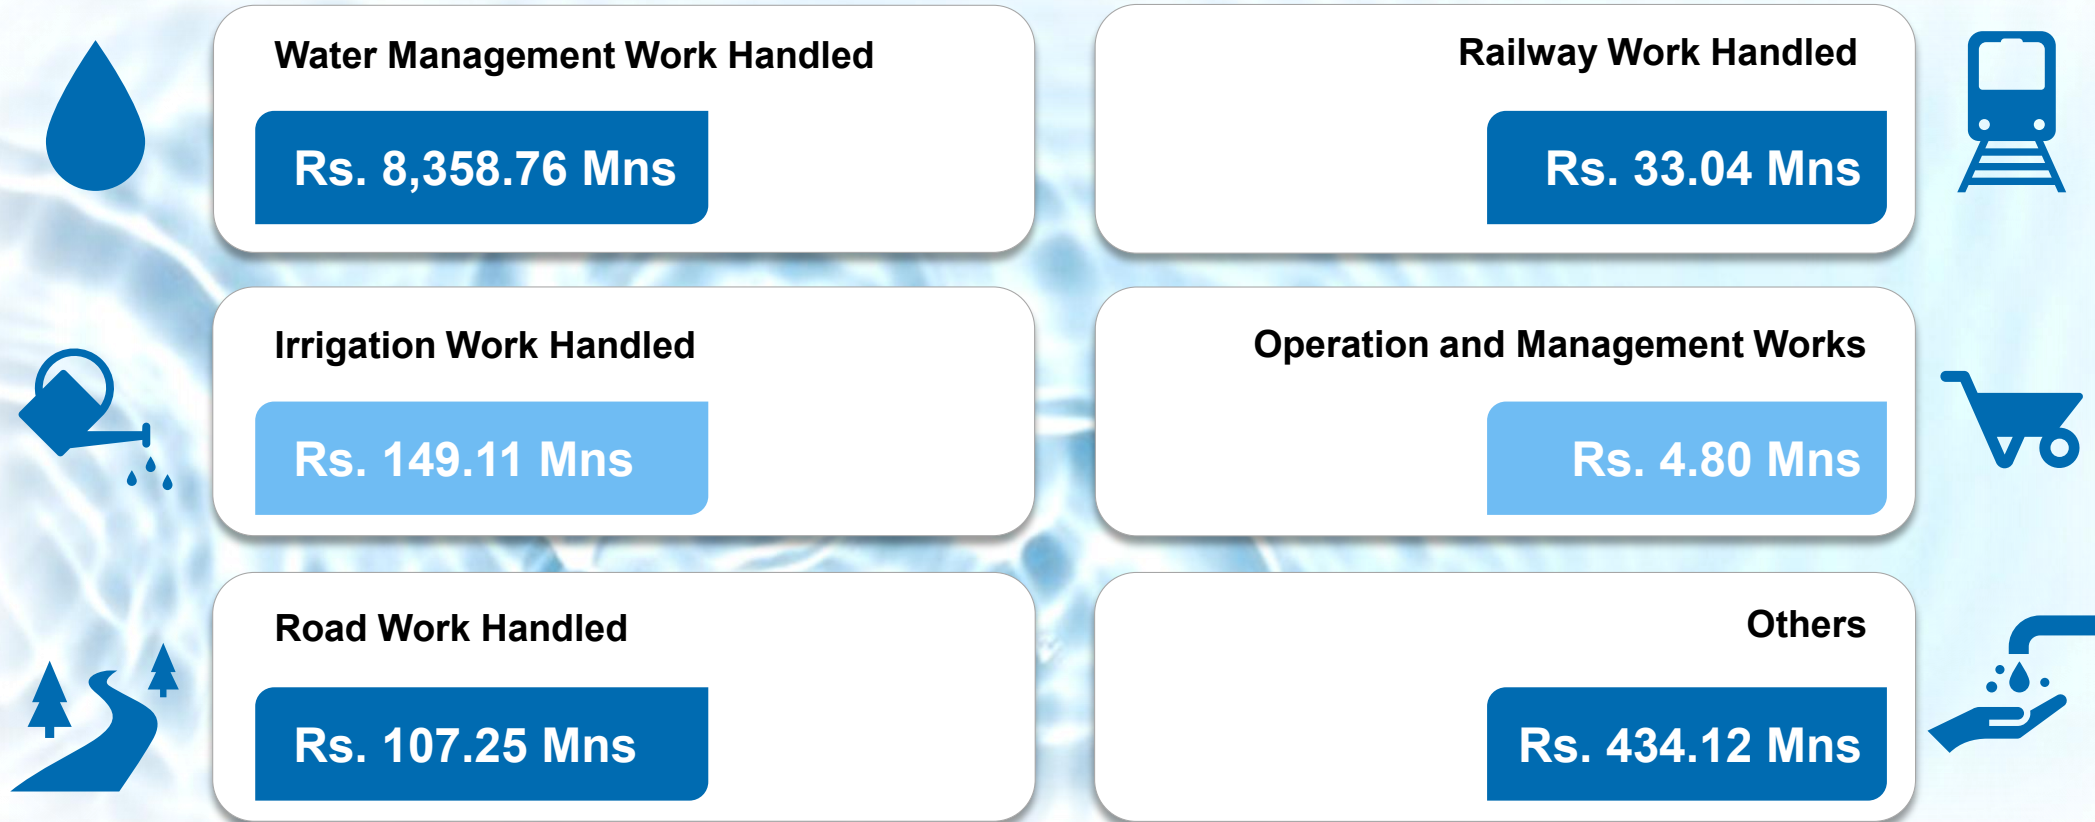 Water Management Work Handled
Rs. 8,358.76 Mns
Railway Work Handled
Rs. 33.04 Mns
Irrigation Work Handled
Rs. 149.11 Mns
Operation and Management Works
Rs. 4.80 Mns
Road Work Handled
Rs. 107.25 Mns
Others
Rs. 434.12 Mns